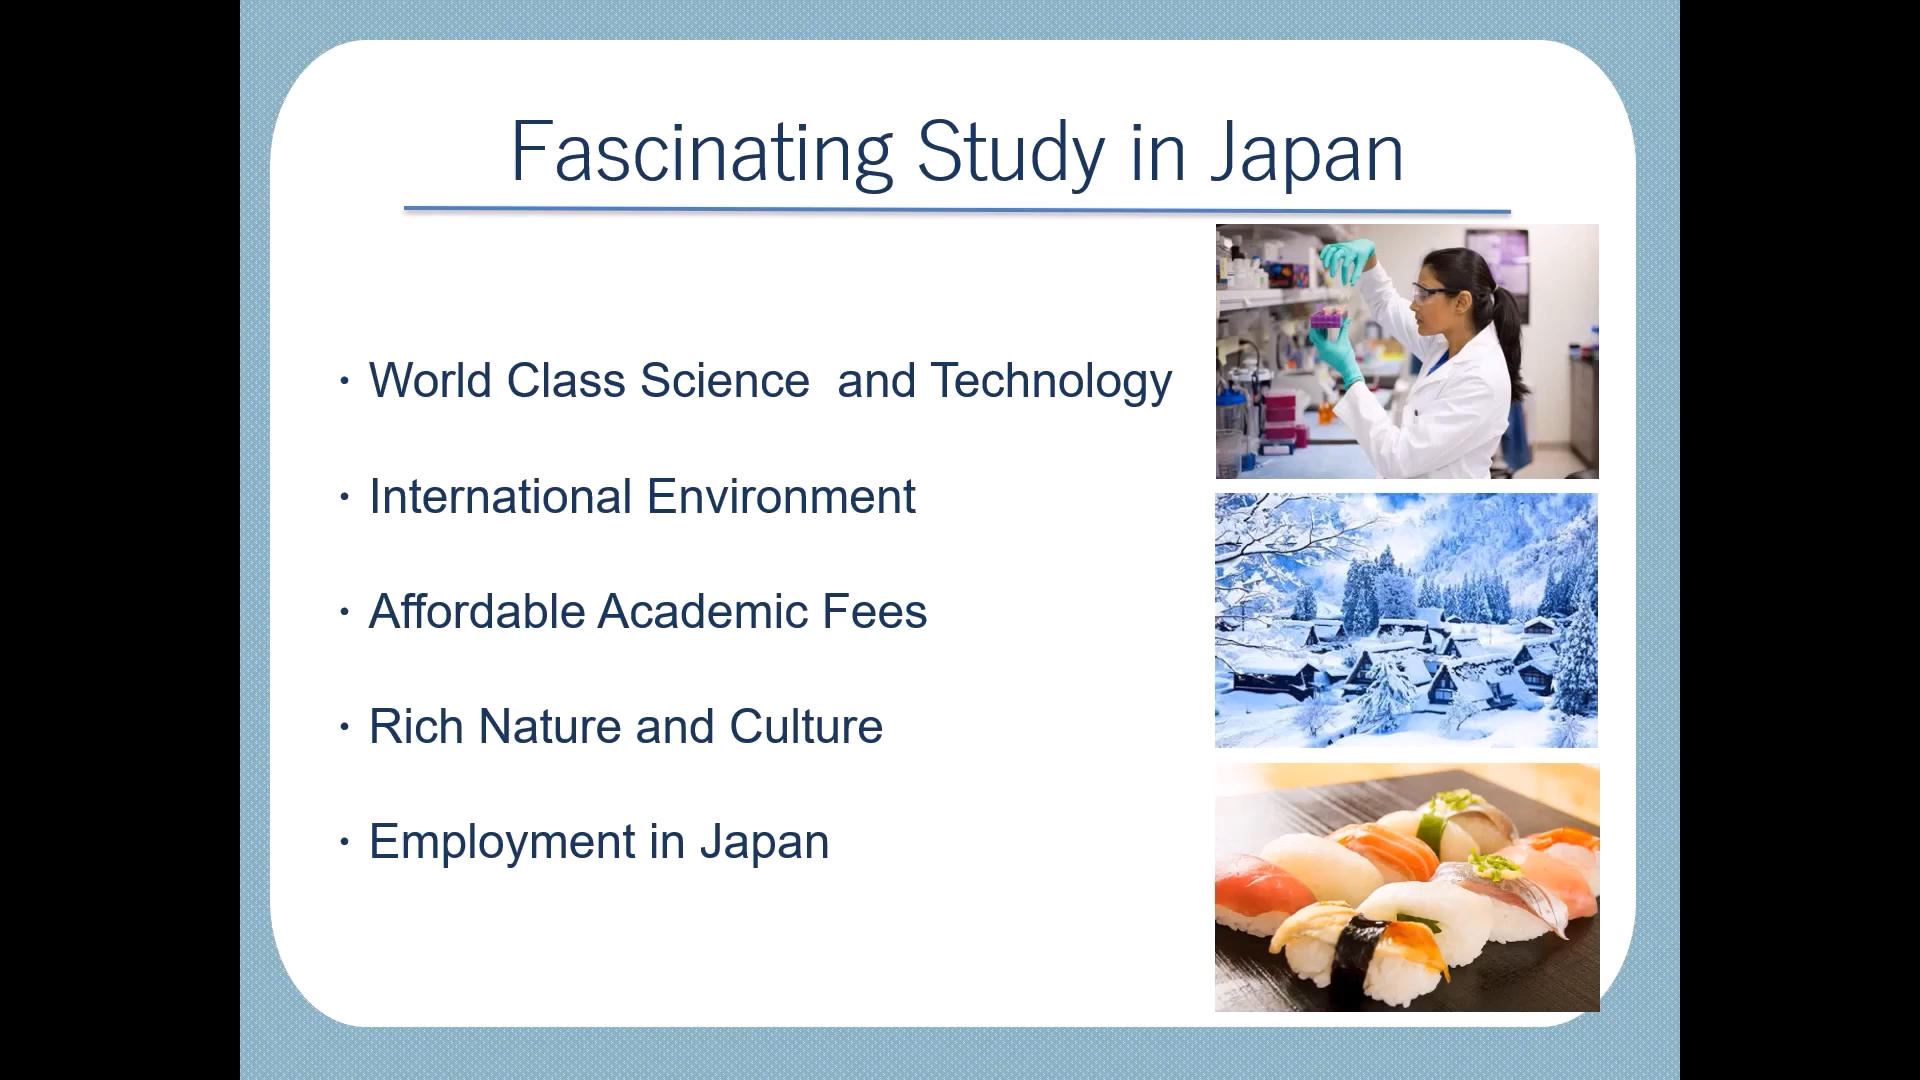 Fascinating Study in Japan
・World Class Science  and Technology
・International Environment
・Affordable Academic Fees
・Rich Nature and Culture
・Employment in Japan